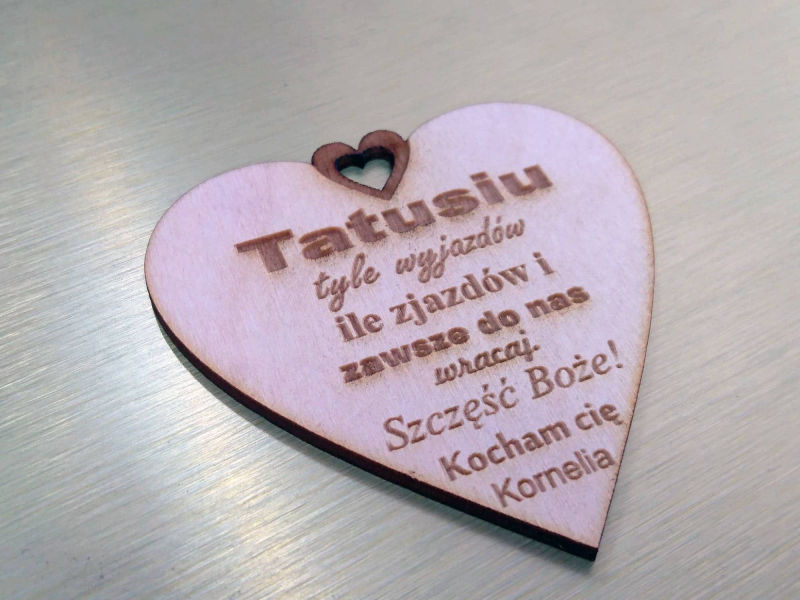 Tatusiu
tyle wyjazdów
ile zjazdów i
zawsze do nas
wracaj.
Szczęść Boże!
Kocham cię
Kornelia